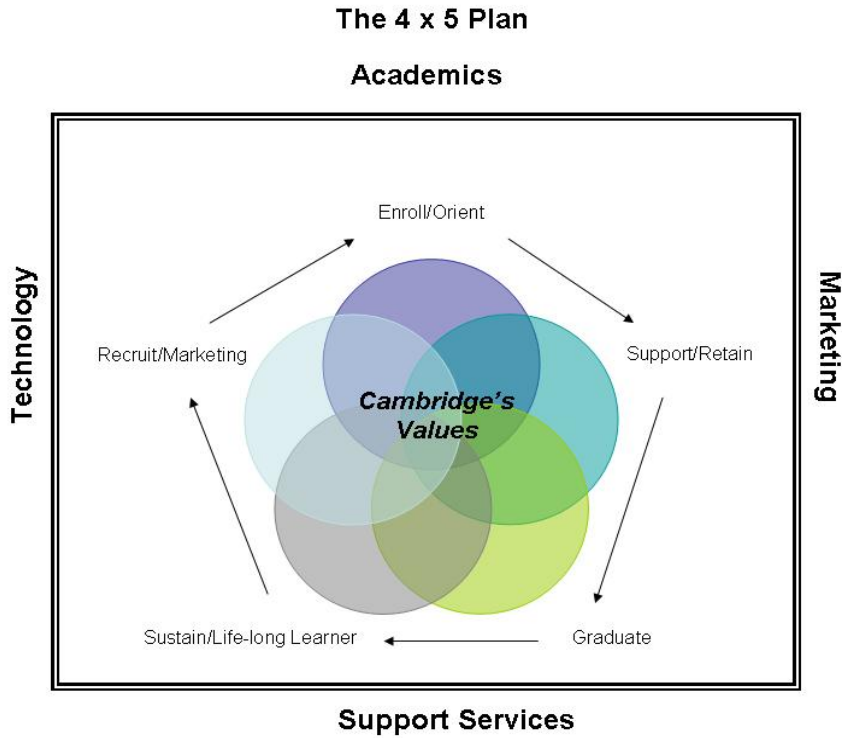 The 4 x 5 Plan
Academics
Enroll/Orient
Technology
Marketing
Recruit/Marketing
Support/Retain
Cambridge's
Values
Sustain/Life-long Learner
Graduate
Support Services